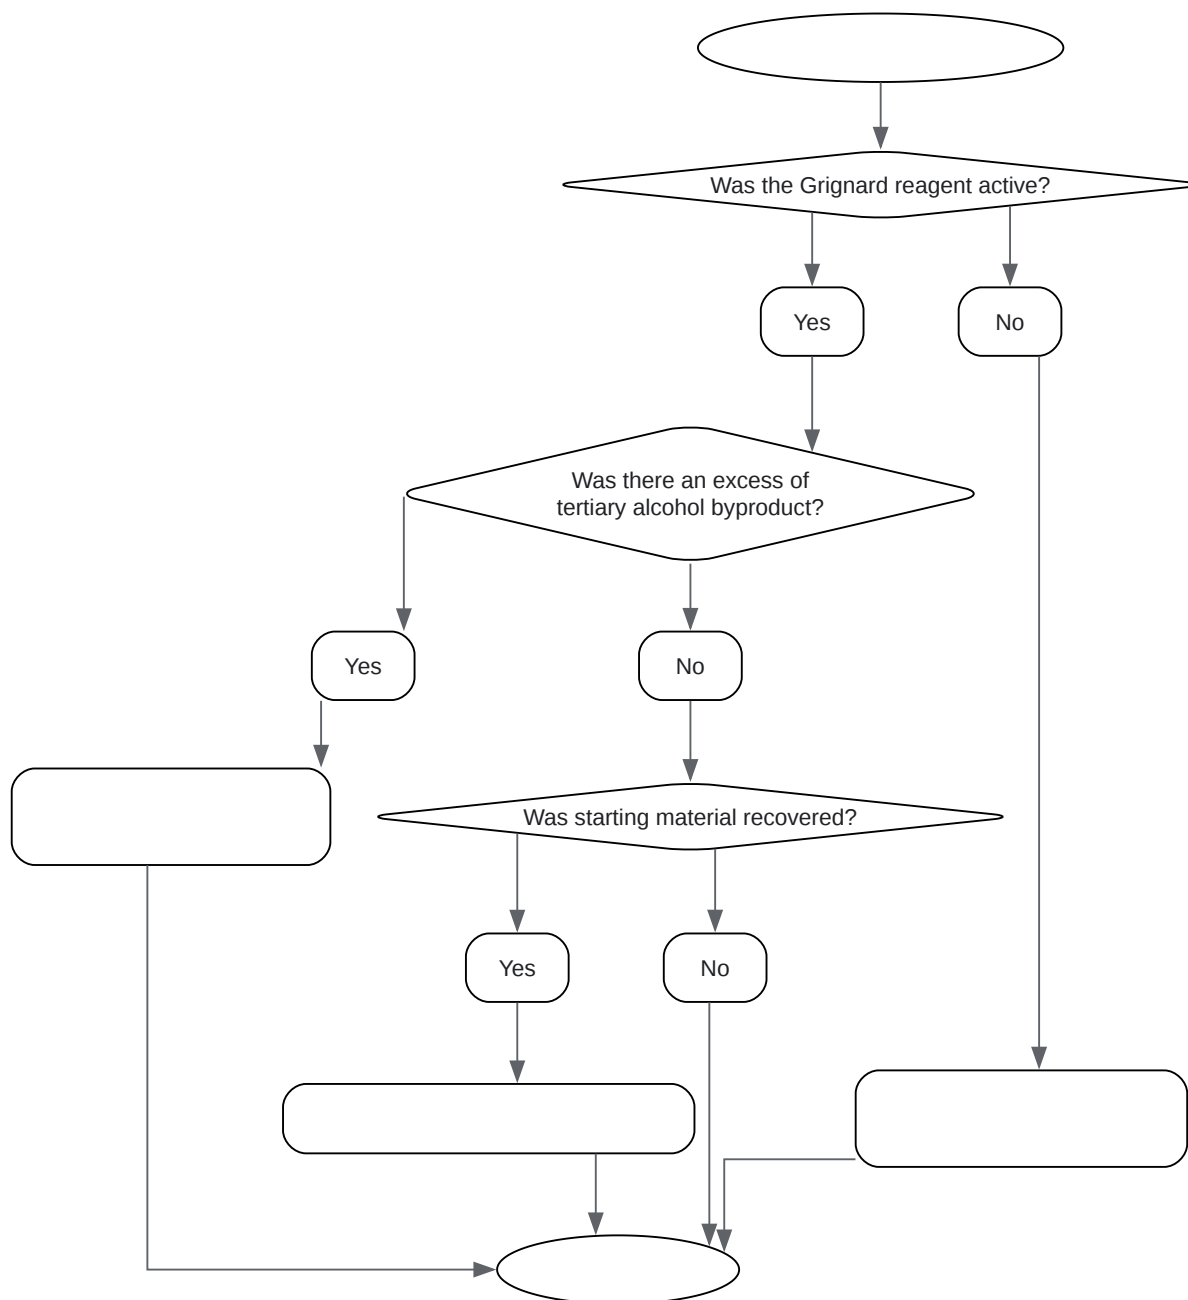 Was the Grignard reagent active?
Yes
No
Was there an excess of
tertiary alcohol byproduct?
Yes
No
Was starting material recovered?
Yes
No